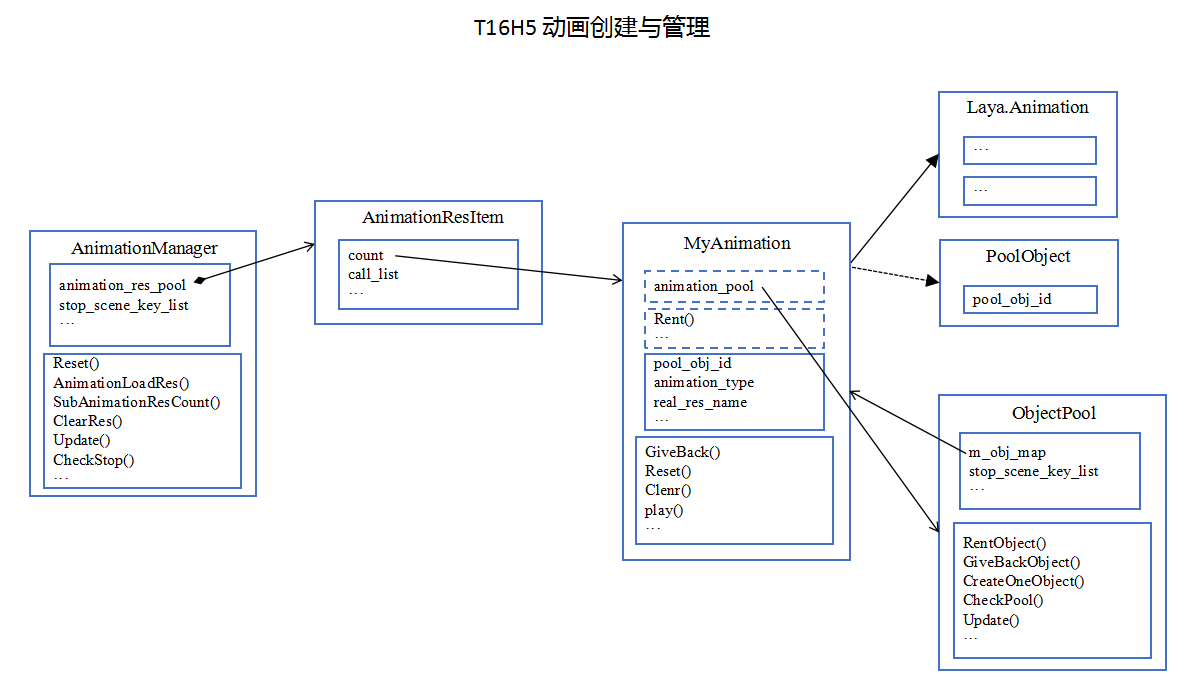 T16H5 动画创建与管理
AnimationManager
animation_res_pool
stop_scene_key_list
...
Reset()
AnimationLoadRes()
SubAnimationResCount()
ClearRes()
Update()
CheckStop()
...
AnimationResItem
count
call_list
...
MyAnimation
animation_pool
Rent()
...
pool_obj_id
animation_type
real_res_name
...
GiveBack()
Reset()
Clenr()
play()
...
Laya.Animation
...
...
PoolObject
pool_obj_id
ObjectPool
m_obj_map
stop_scene_key_list
...
RentObject()
GiveBackObject()
CreateOneObject()
CheckPool()
Update()
...